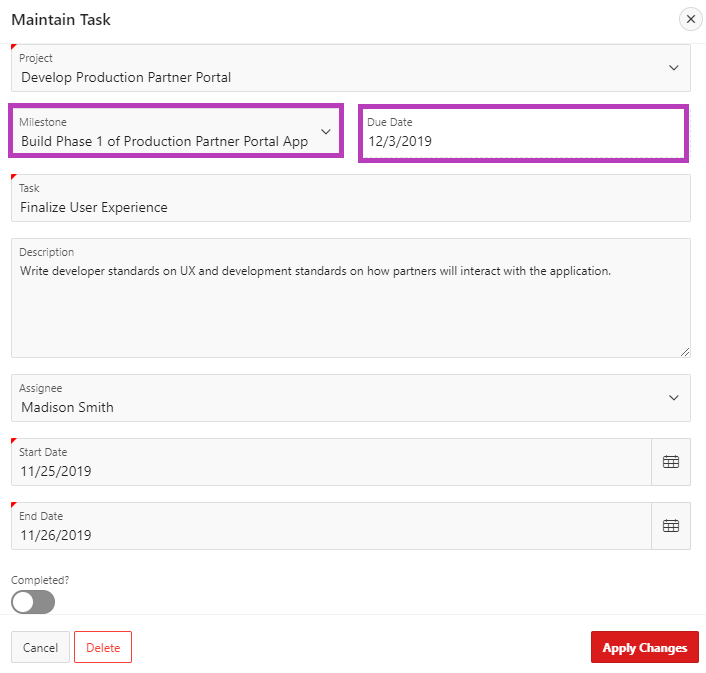 Maintain Task
Project
Develop Production Partner Portal
Milestone
Build Phase 1 of Production Partner Portal App
Due Date
12/3/2019
Task
Finalize User Experience
Description
Write developer standards on UX and development standards on how partners will interact with the application.
Assignee
Madison Smith
Start Date
11/25/2019
End Date
11/26/2019
Completed?
Cancel
Delete
Apply Changes